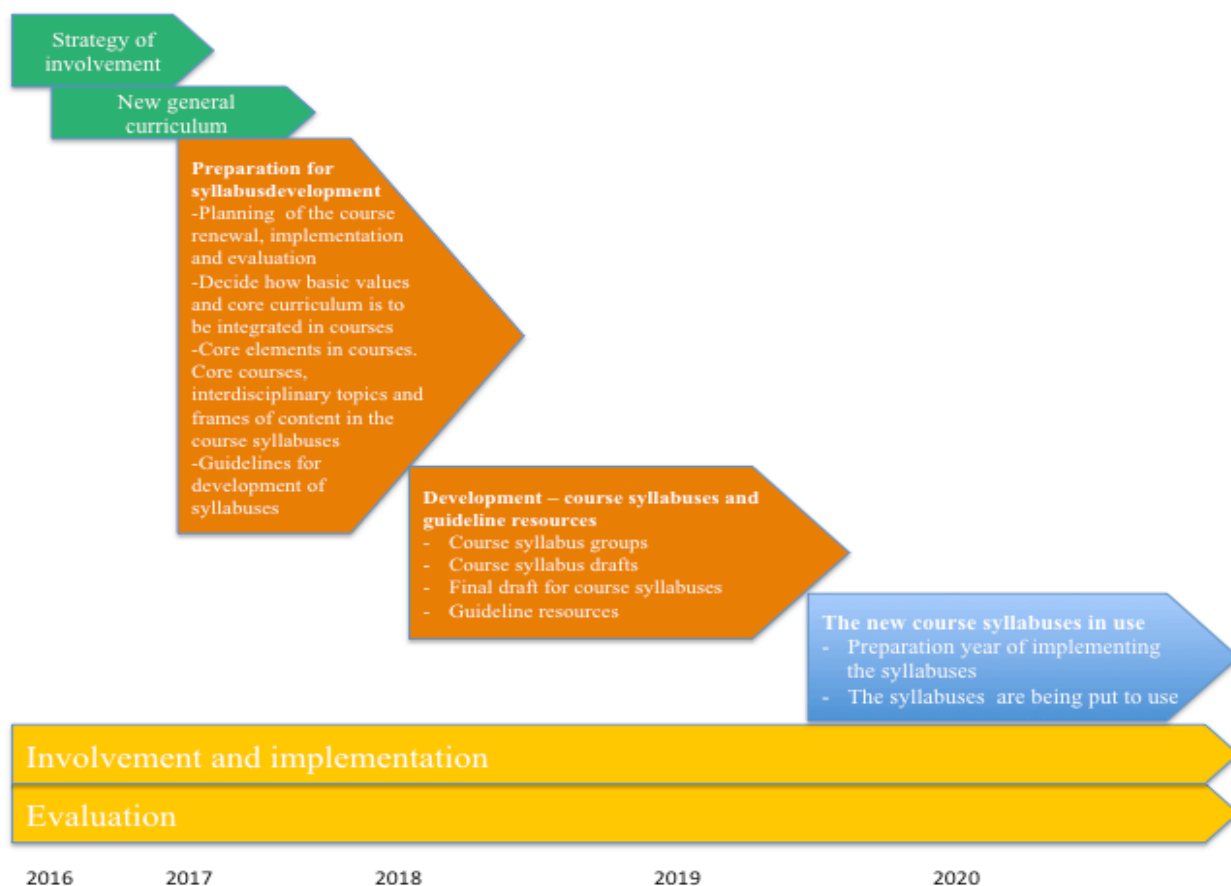 Strategy of
involvement
New general
curriculum
Preparation for
syllabusdevelopment
-Planning of the course
renewal, implementation
and evaluation
-Decide how basic values
and core curriculum is to
be integrated in courses
-Core elements in courses.
Core courses,
interdisciplinary topics and
frames of content in the
course syllabuses
-Guidelines for
development of
syllabuses
Development – course syllabuses and
guideline resources
- Course syllabus groups
- Course syllabus drafts
- Final draft for course syllabuses
- Guideline resources
The new course syllabuses in use
- Preparation year of implementing
the syllabuses
- The syllabuses are being put to use
Involvement and implementation
Evaluation
2016 2017 2018 2019 2020